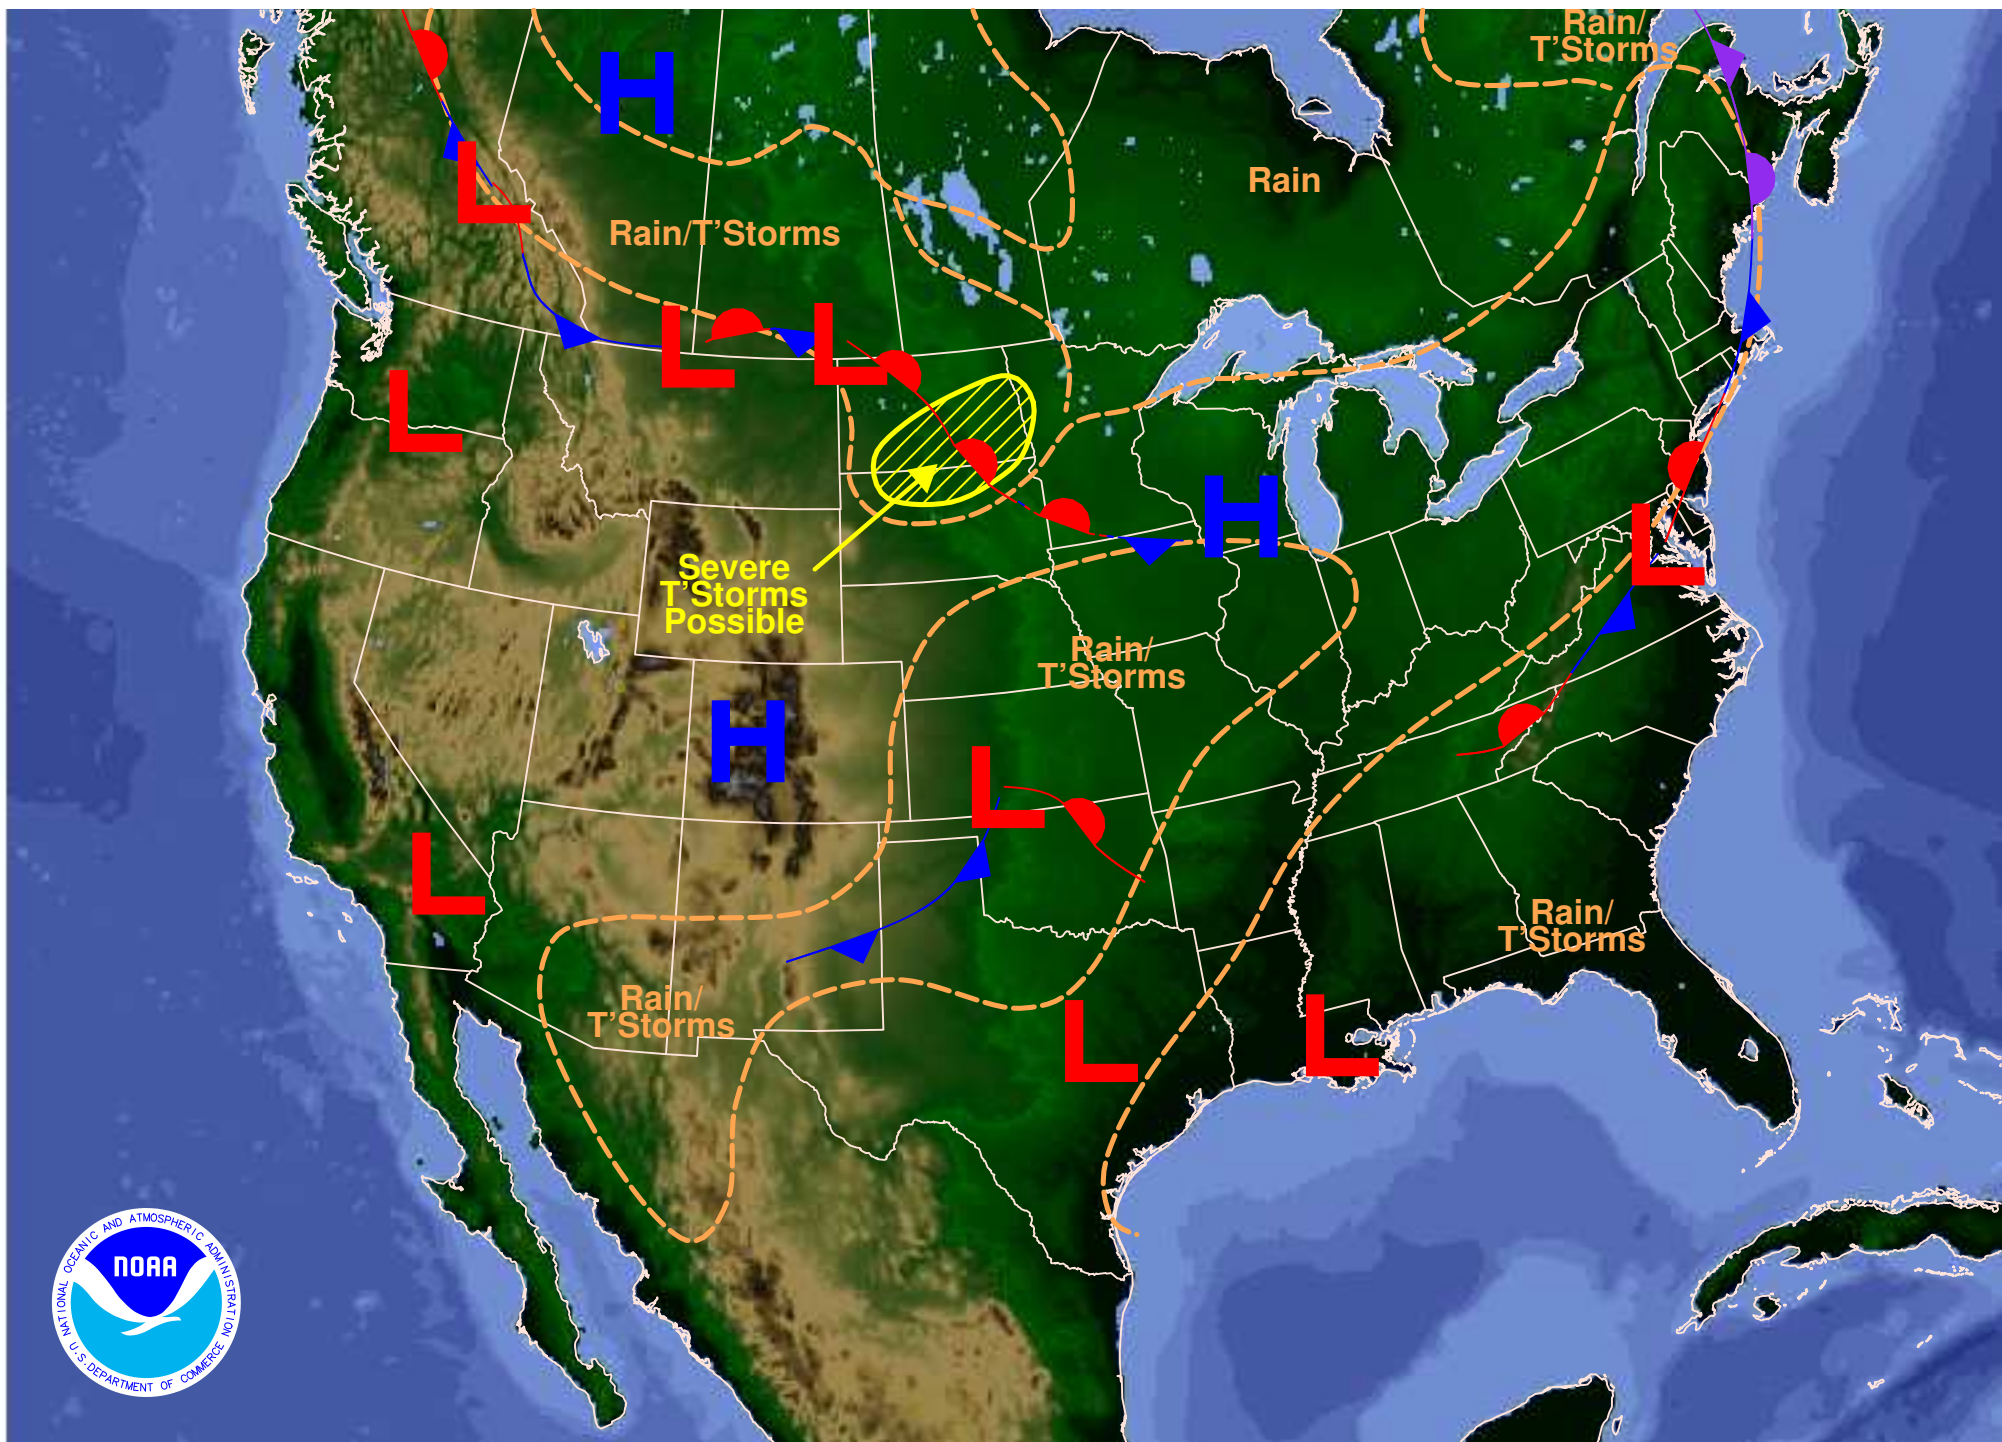 Rain/
T'Storms
H
Rain
L
Rain/T'Storms
L
L
L
H
L
Severe
T'Storms
Possible
Rain/
T'Storms
H
L
L
Rain/
T'Storms
Rain/
T'Storms
L
L
NATIONAL OCEANIC AND ATMOSPHERIC ADMINISTRATION
NOAA
U.S. DEPARTMENT OF COMMERCE